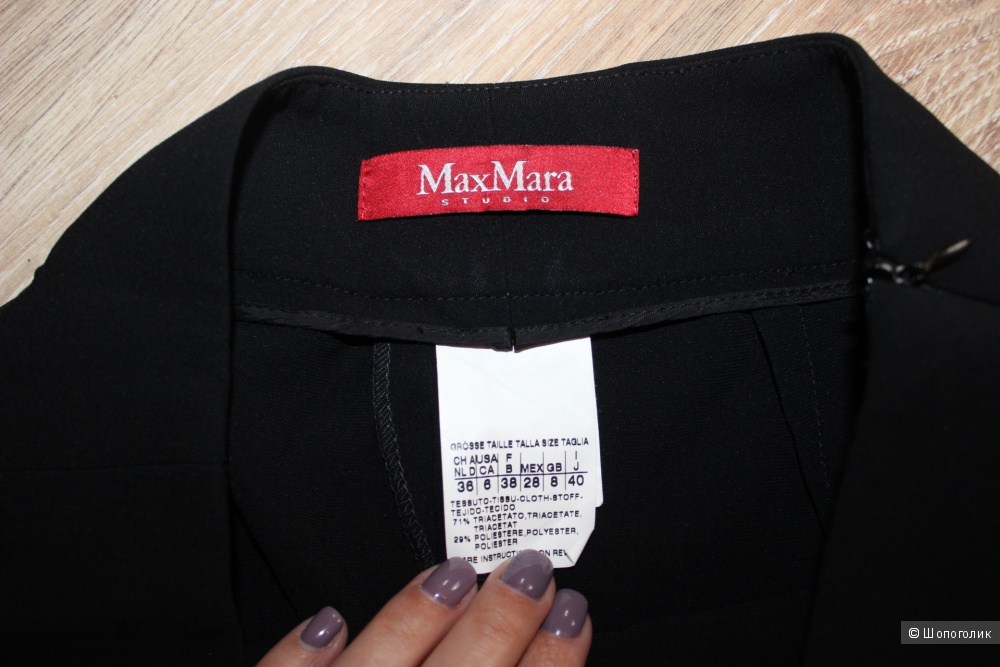 MaxMara
STUDIO
GRÖSSE TAILLE TALLA SIZE TAGLIA
CH A USA F I
NL D CA B MEX GB J
36 6 38 28 8 40
TESSUTO-TISSU-CLOTH-STOFF-
TEJIDO-TECIDO
71% TRIACETATO,TRIACETATE,
TRIACETAT
29% POLIESTERE,POLYESTER,
POLIESTER
ON
© Шопоголик